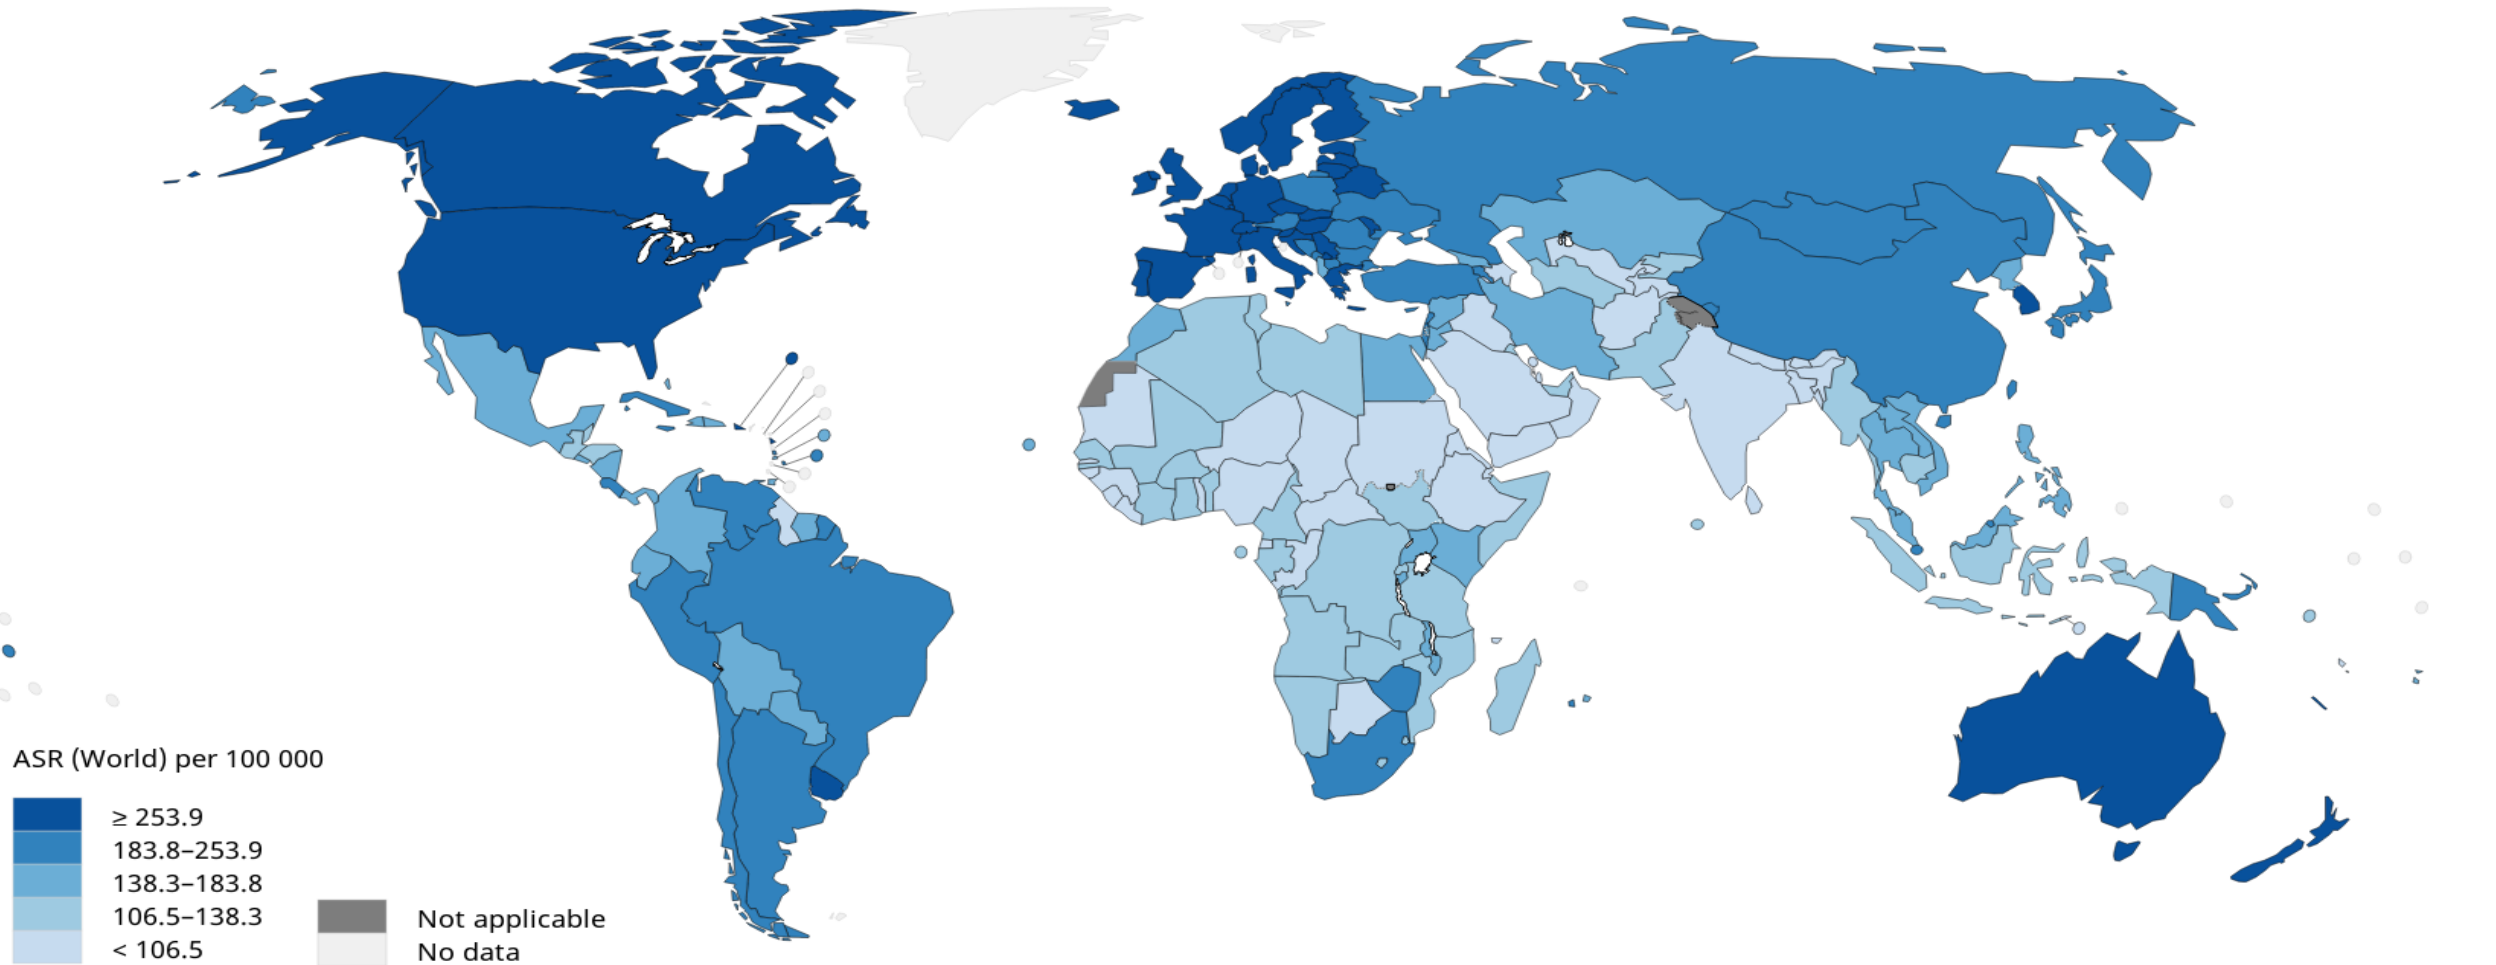 ASR (World) per 100 000
≥ 253.9
183.8–253.9
138.3–183.8
106.5–138.3
< 106.5
Not applicable
No data